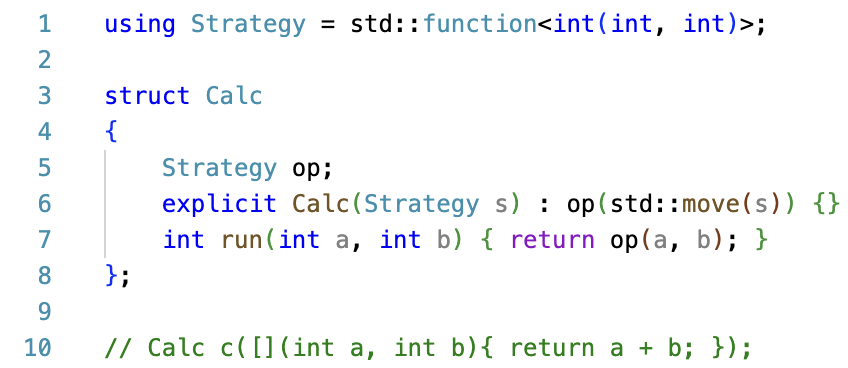 1 using Strategy = std::function<int(int, int)>;
2
3 struct Calc
4 {
5     Strategy op;
6     explicit Calc(Strategy s) : op(std::move(s)) {}
7     int run(int a, int b) { return op(a, b); }
8 };
9
10 // Calc c([](int a, int b){ return a + b; });